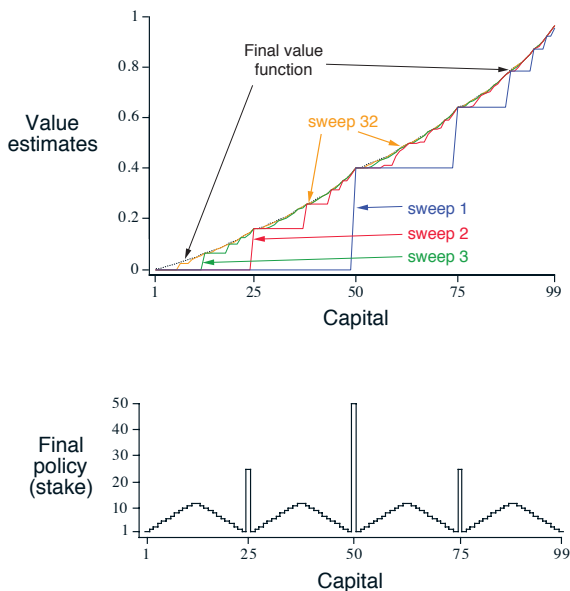 1
0.8
0.6
0.4
0.2
0
Value
estimates
Final value
function
sweep 32
sweep 1
sweep 2
sweep 3
1 25 50 75 99
Capital
50
40
30
20
10
1
Final
policy
(stake)
1 25 50 75 99
Capital